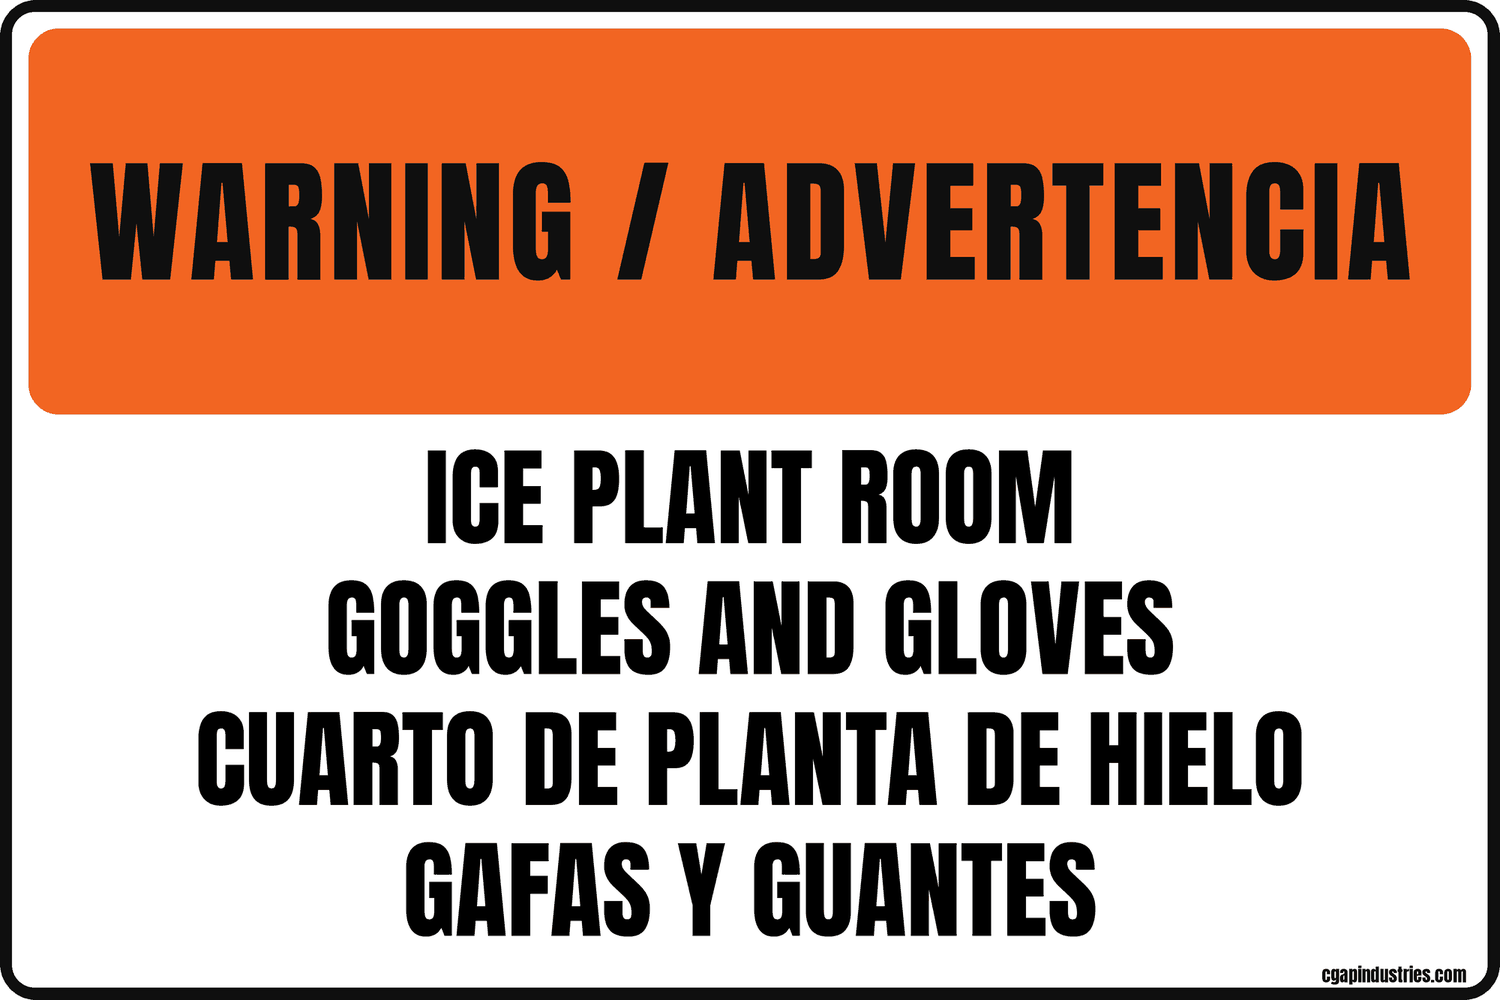 WARNING / ADVERTENCIA
ICE PLANT ROOM
GOGGLES AND GLOVES
CUARTO DE PLANTA DE HIELO
GAFAS Y GUANTES
cgapindustries.com